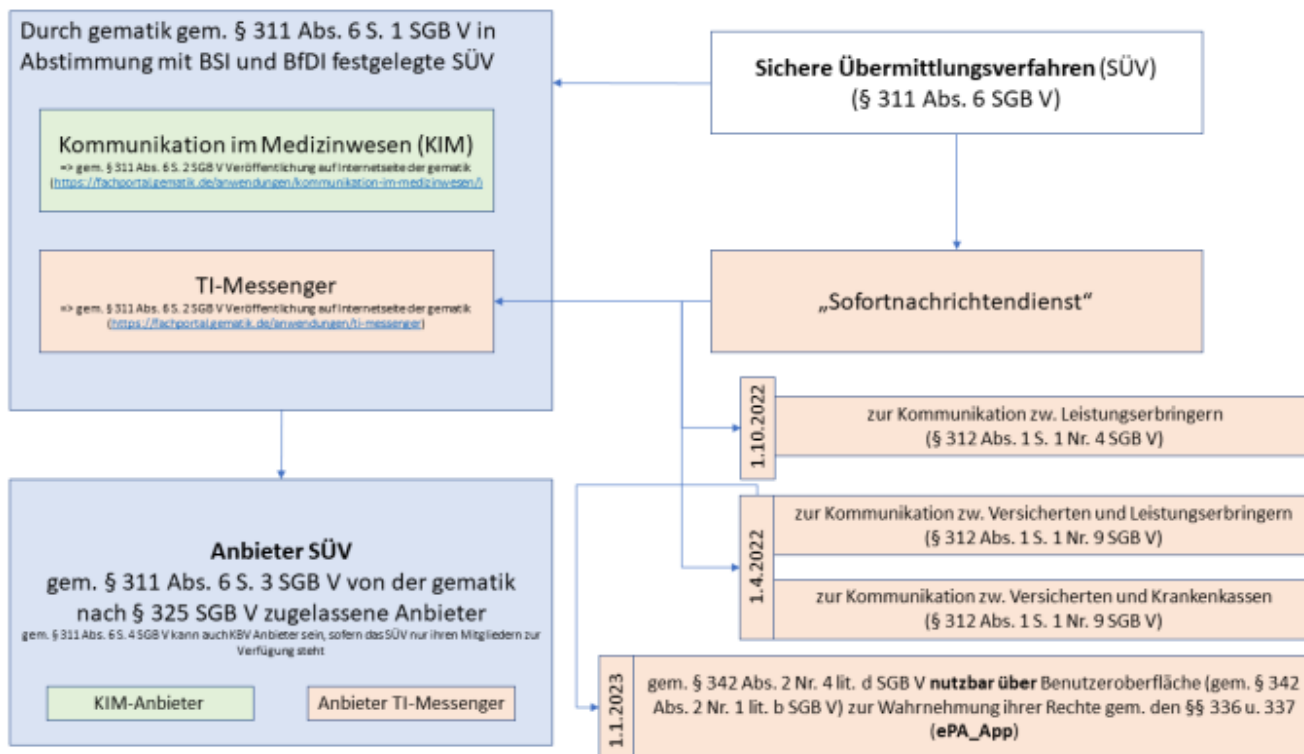 Durch gematik gem. § 311 Abs. 6 S. 1 SGB V in
Abstimmung mit BSI und BfDI festgelegte SÜV
Kommunikation im Medizinwesen (KIM)
=> gem. § 311 Abs. 6 S. 2 SGB V Veröffentlichung auf Internetseite der gematik
(https://fachportal.gematik.de/anwendungen/kommunikation-im-medizinwesen/)
TI-Messenger
=> gem. § 311 Abs. 6 S. 2 SGB V Veröffentlichung auf Internetseite der gematik
(https://fachportal.gematik.de/anwendungen/ti-messenger)
Anbieter SÜV
gem. § 311 Abs. 6 S. 3 SGB V von der gematik
nach § 325 SGB V zugelassene Anbieter
gem. § 311 Abs. 6 S. 4 SGB V kann auch KBV Anbieter sein, sofern das SÜV nur ihren Mitgliedern zur
Verfügung steht
KIM-Anbieter
Anbieter TI-Messenger
Sichere Übermittlungsverfahren (SÜV)
(§ 311 Abs. 6 SGB V)
„Sofortnachrichtendienst“
1.10.2022
zur Kommunikation zw. Leistungserbringern
(§ 312 Abs. 1 S. 1 Nr. 4 SGB V)
1.4.2022
zur Kommunikation zw. Versicherten und Leistungserbringern
(§ 312 Abs. 1 S. 1 Nr. 9 SGB V)
zur Kommunikation zw. Versicherten und Krankenkassen
(§ 312 Abs. 1 S. 1 Nr. 9 SGB V)
1.1.2023
gem. § 342 Abs. 2 Nr. 4 lit. d SGB V nutzbar über Benutzeroberfläche (gem. § 342
Abs. 2 Nr. 1 lit. b SGB V) zur Wahrnehmung ihrer Rechte gem. den §§ 336 u. 337
(ePA_App)